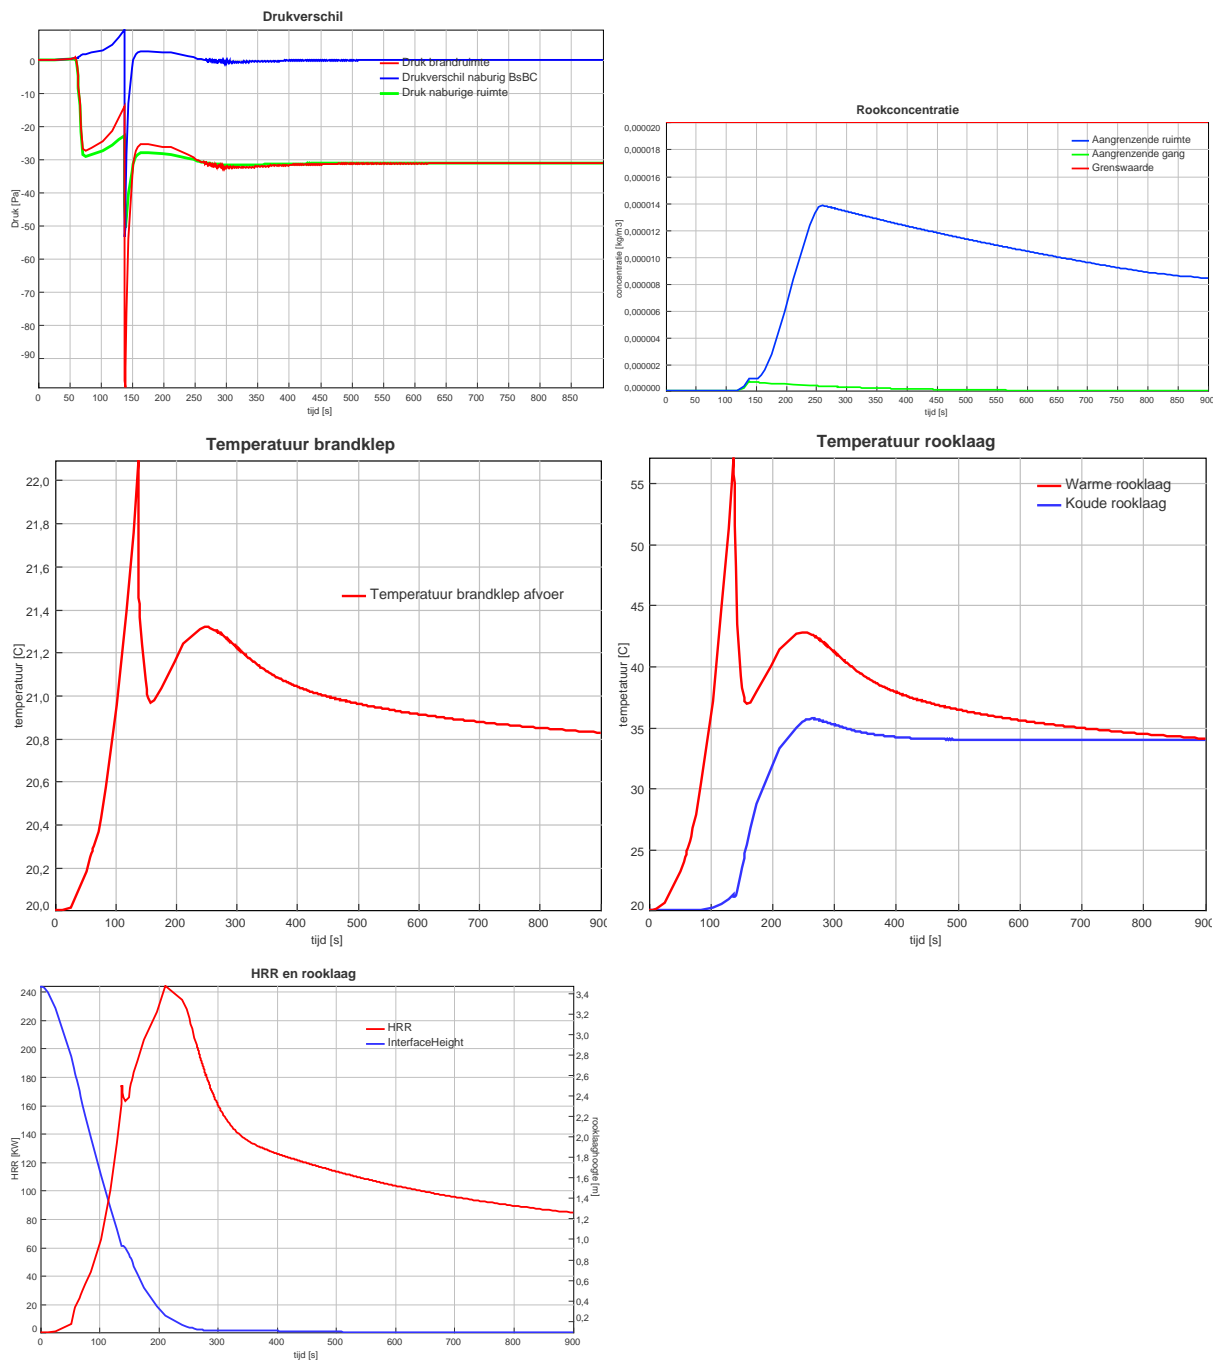 Drukverschil
0
-10
-20
-30
-40
-50
-60
-70
-80
-90
Druk [Pa]
Druk brandruimte
Drukverschil naburig BsBC
Druk naburige ruimte
0 50 100 150 200 250 300 350 400 450 500 550 600 650 700 750 800 850
tijd [s]
Rookconcentratie
0,000020
0,000018
0,000016
0,000014
0,000012
0,000010
0,000008
0,000006
0,000004
0,000002
0,000000
concentratie [kg/m3]
Aangrenzende ruimte
Aangrenzende gang
Grenswaarde
0 50 100 150 200 250 300 350 400 450 500 550 600 650 700 750 800 850 900
tijd [s]
Temperatuur brandklep
22,0
21,8
21,6
21,4
21,2
21,0
20,8
20,6
20,4
20,2
20,0
temperatuur [C]
Temperatuur brandklep afvoer
0 100 200 300 400 500 600 700 800 900
tijd [s]
Temperatuur rooklaag
55
50
45
40
35
30
25
20
tempetatuur [C]
Warme rooklaag
Koude rooklaag
0 100 200 300 400 500 600 700 800 900
tijd [s]
HRR en rooklaag
240
220
200
180
160
140
120
100
80
60
40
20
0
HRR [KW]
HRR
InterfaceHeight
3,4
3,2
3,0
2,8
2,6
2,4
2,2
2,0
1,8
1,6
1,4
1,2
1,0
0,8
0,6
0,4
0,2
rooklaaghoogte [m]
0 100 200 300 400 500 600 700 800 900
tijd [s]